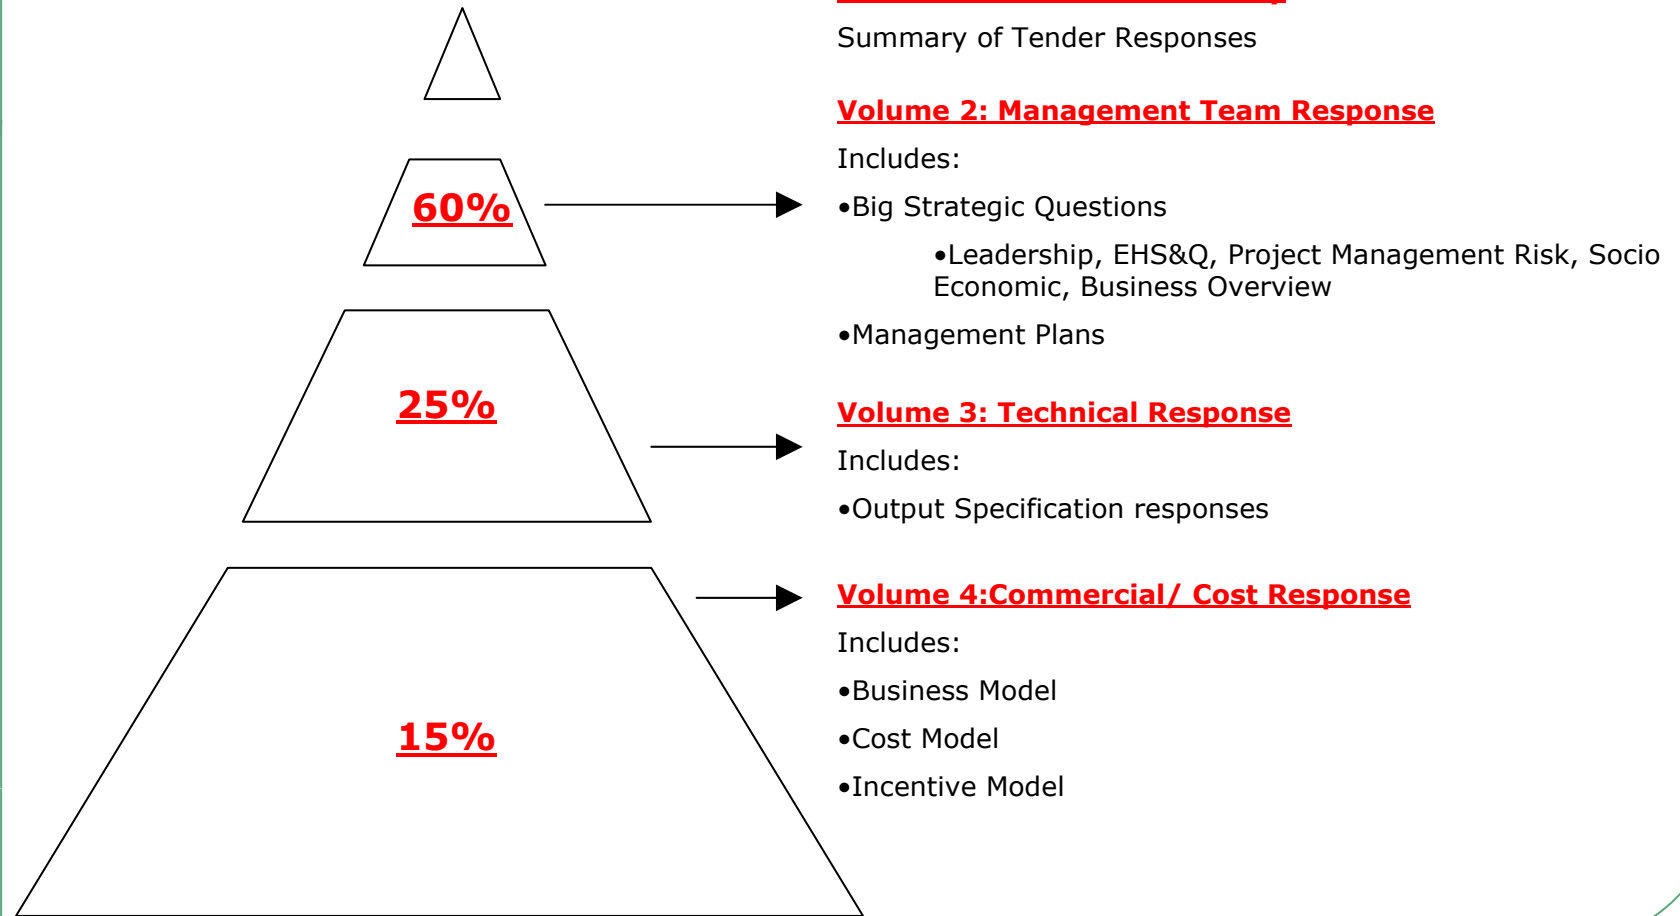 Summary of Tender Responses
Volume 2: Management Team Response
Includes:
60%
•Big Strategic Questions
•Leadership, EHS&Q, Project Management Risk, Socio
Economic, Business Overview
•Management Plans
25%
Volume 3: Technical Response
Includes:
•Output Specification responses
Volume 4:Commercial/ Cost Response
Includes:
•Business Model
15%
•Cost Model
•Incentive Model